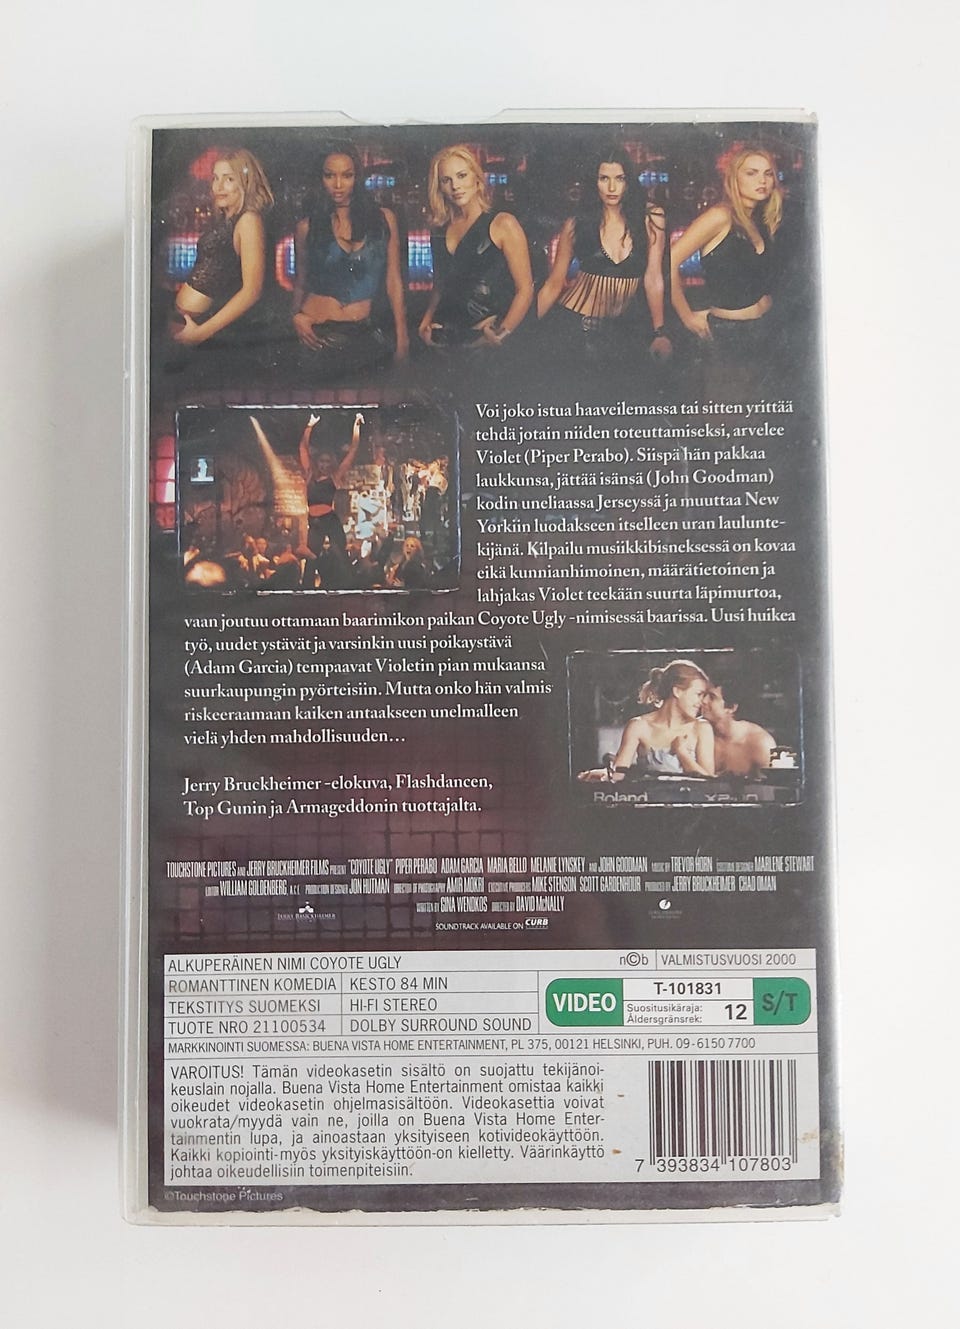 Voi joko istua haaveilemassa tai sitten yrittää
tehdä jotain niiden toteuttamiseksi, arvelee
Violet (Piper Perabo). Siispä hän pakkaa
laukkunsa, jättää isänsä (John Goodman)
kodin uneliaassa Jerseyssä ja muuttaa New
Yorkiin luodakseen itselleen uran laulunte-
kijänä. Kilpailu musiikkibisneksessä on kovaa
eikä kunnianhimoinen, määrätietoinen ja
lahjakas Violet teekään suurta läpimurtoa,
vaan joutuu ottamaan baarimikon paikan Coyote Ugly -nimisessä baarissa. Uusi huikea
työ, uudet ystävät ja varsinkin uusi poikaystävä
(Adam Garcia) tempaavat Violetin pian mukaansa
suurkaupungin pyörteisiin. Mutta onko hän valmis
riskeeraamaan kaiken antaakseen unelmalleen
vielä yhden mahdollisuuden...
Roland
Jerry Bruckheimer -elokuva, Flashdancen,
Top Gunin ja Armageddonin tuottajalta.
TOUCHSTONE PICTURES AND JERRY BRUCKHEIMER FILMS PRESENT "COYOTE UGLY" PIPER PERABO ADAM GARCIA MARIA BELLO MELANIE LYNSKEY AND JOHN GOODMAN MUSIC BY TREVOR HORN COSTUME DESIGNER MARLENE STEWART
EDITOR WILLIAM GOLDENBERG, A.C.E. PRODUCTION DESIGNER JON HUTMAN DIRECTOR OF PHOTOGRAPHY AMIR MOKRI EXECUTIVE PRODUCERS MIKE STENSON SCOTT GARDENHOUR PRODUCED BY JERRY BRUCKHEIMER CHAD OMAN
WRITTEN BY GINA WENDKOS DIRECTED BY DAVID McNALLY
JERRY BRUCKHEIMER
SOUNDTRACK AVAILABLE ON CURB
ALKUPERÄINEN NIMI COYOTE UGLY n©b VALMISTUSVUOSI 2000
ROMANTTINEN KOMEDIA KESTO 84 MIN
TEKSTITYS SUOMEKSI HI-FI STEREO
TUOTE NRO 21100534 DOLBY SURROUND SOUND
VIDEO T-101831 S/T
Suositusikäraja:
Åldersgränsrek: 12
MARKKINOINTI SUOMESSA: BUENA VISTA HOME ENTERTAINMENT, PL 375, 00121 HELSINKI, PUH. 09-6150 7700
VAROITUS! Tämän videokasetin sisältö on suojattu tekijänoi-
keuslain nojalla. Buena Vista Home Entertainment omistaa kaikki
oikeudet videokasetin ohjelmasisältöön. Videokasettia voivat
vuokrata/myydä vain ne, joilla on Buena Vista Home Enter-
tainmentin lupa, ja ainoastaan yksityiseen kotivideokäyttöön.
Kaikki kopiointi-myös yksityiskäyttöön-on kielletty. Väärinkäyttö
johtaa oikeudellisiin toimenpiteisiin.
7 393834 107803
©Touchstone Pictures